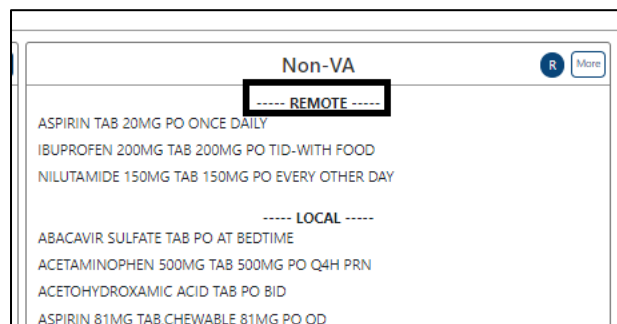 Non-VA
R
More
----- REMOTE -----
ASPIRIN TAB 20MG PO ONCE DAILY
IBUPROFEN 200MG TAB 200MG PO TID-WITH FOOD
NILUTAMIDE 150MG TAB 150MG PO EVERY OTHER DAY
----- LOCAL -----
ABACAVIR SULFATE TAB PO AT BEDTIME
ACETAMINOPHEN 500MG TAB 500MG PO Q4H PRN
ACETOHYDROXAMIC ACID TAB PO BID
ASPIRIN 81MG TAB,CHEWABLE 81MG PO QD